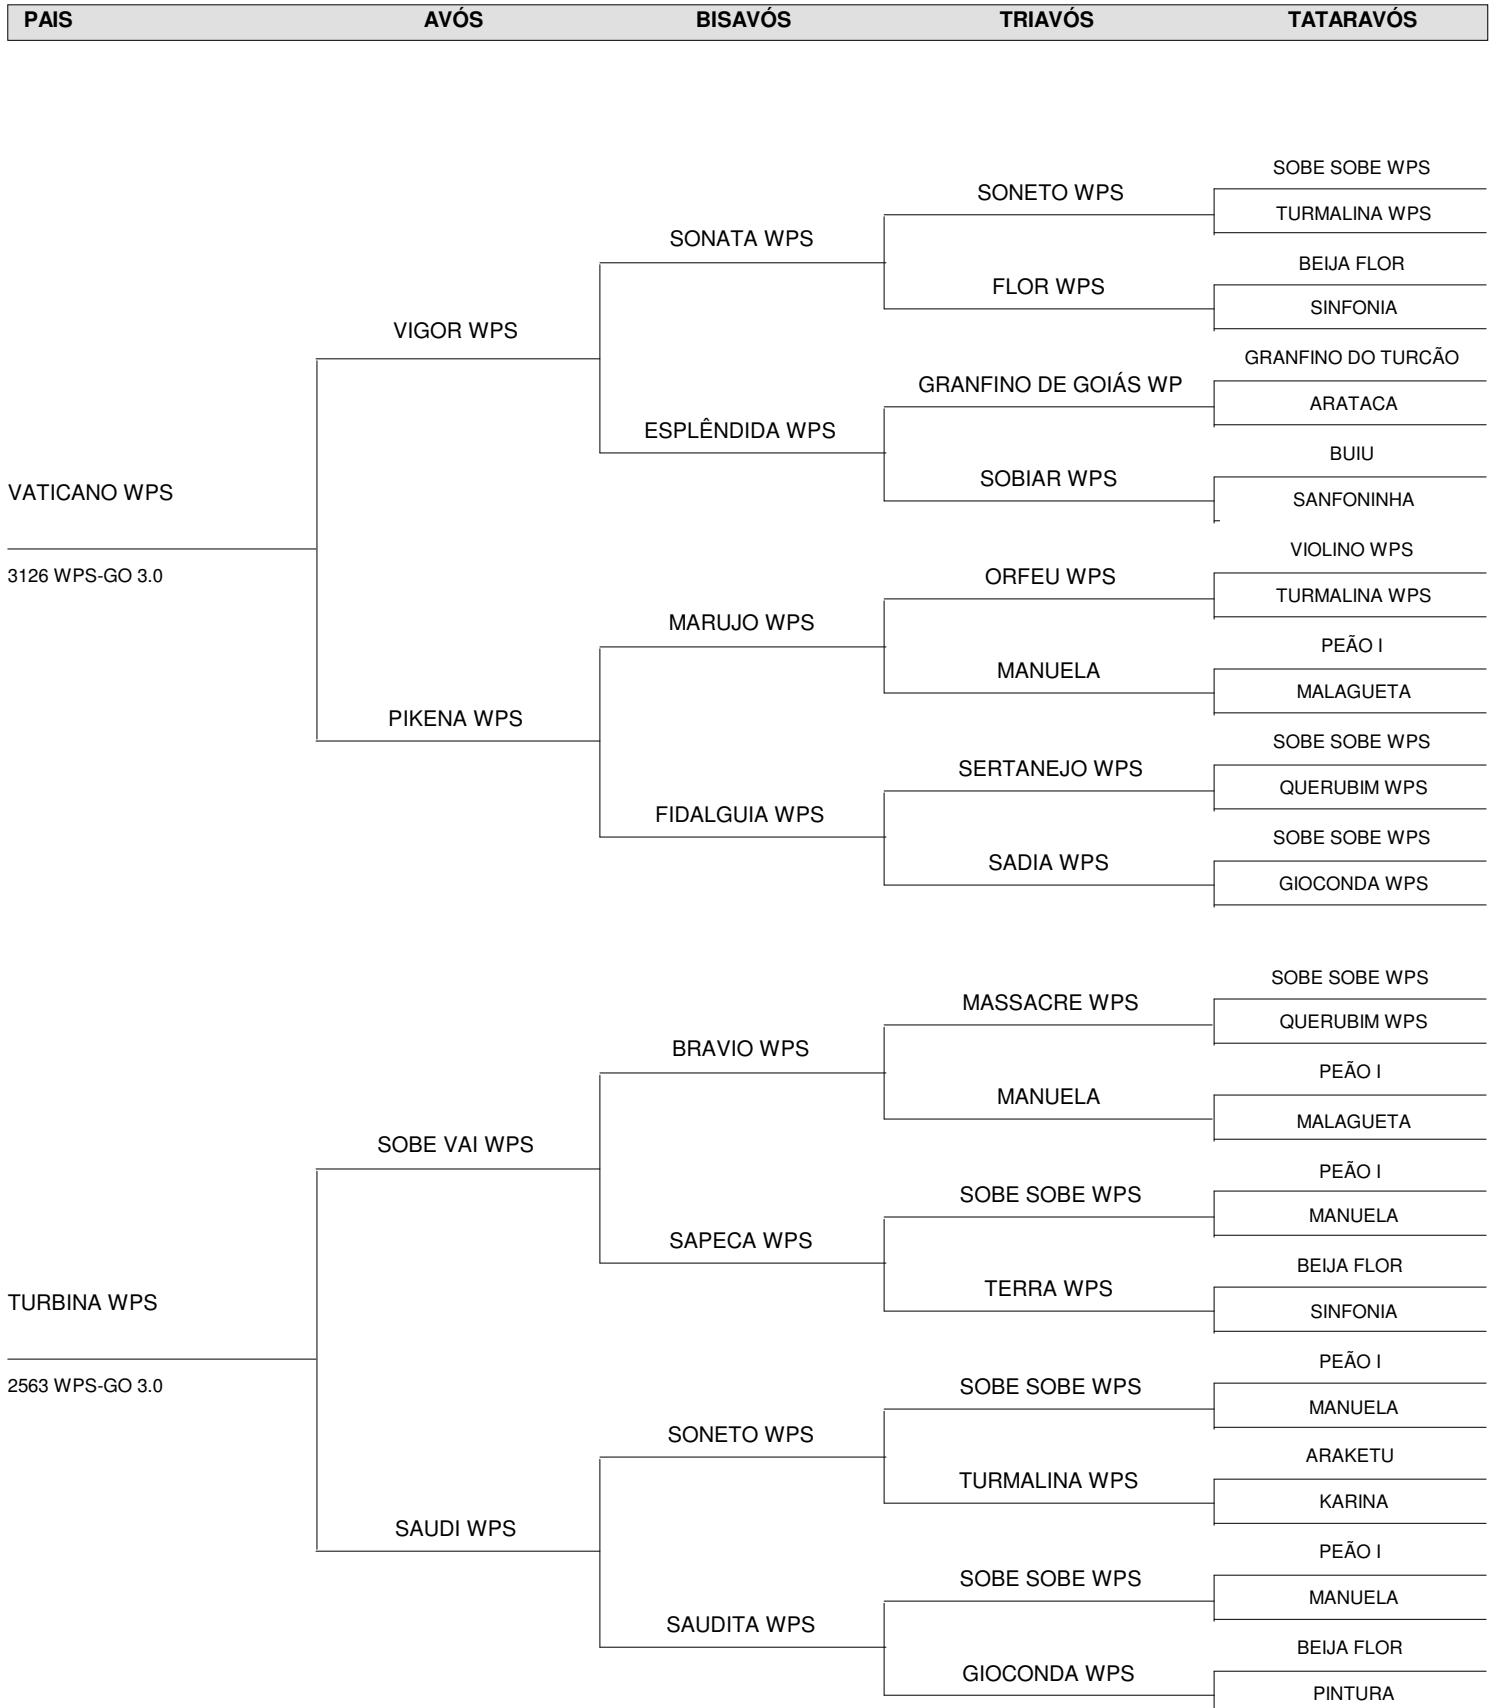 PAIS AVÓS BISAVÓS TRIAVÓS TATARAVÓS
SOBE SOBE WPS
SONETO WPS
TURMALINA WPS
SONATA WPS
BEIJA FLOR
FLOR WPS
SINFONIA
VIGOR WPS
GRANFINO DO TURCÃO
GRANFINO DE GOIÁS WP
ARATACA
ESPLÊNDIDA WPS
BUIU
SOBIAR WPS
VATICANO WPS
SANFONINHA
VIOLINO WPS
3126 WPS-GO 3.0
ORFEU WPS
TURMALINA WPS
MARUJO WPS
PEÃO I
MANUELA
MALAGUETA
PIKENA WPS
SOBE SOBE WPS
SERTANEJO WPS
QUERUBIM WPS
FIDALGUIA WPS
SOBE SOBE WPS
SADIA WPS
GIOCONDA WPS
SOBE SOBE WPS
MASSACRE WPS
QUERUBIM WPS
BRAVIO WPS
PEÃO I
MANUELA
MALAGUETA
SOBE VAI WPS
PEÃO I
SOBE SOBE WPS
MANUELA
SAPECA WPS
BEIJA FLOR
TERRA WPS
TURBINA WPS
SINFONIA
PEÃO I
2563 WPS-GO 3.0
SOBE SOBE WPS
MANUELA
SONETO WPS
ARAKETU
TURMALINA WPS
KARINA
SAUDI WPS
PEÃO I
SOBE SOBE WPS
MANUELA
SAUDITA WPS
BEIJA FLOR
GIOCONDA WPS
PINTURA